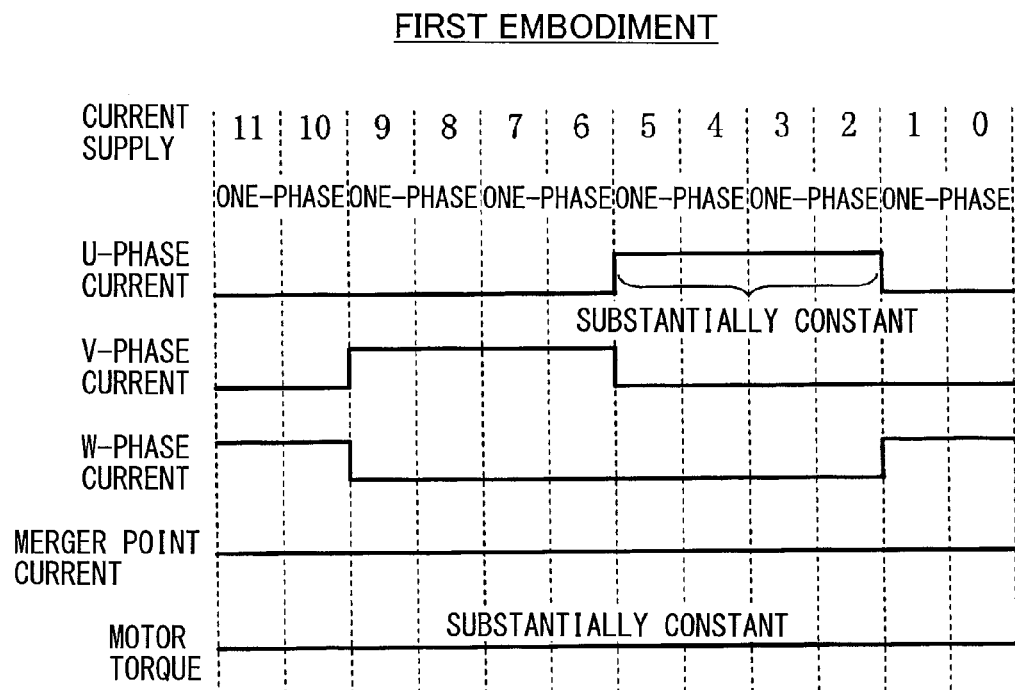 FIRST EMBODIMENT
CURRENT SUPPLY
11 10 9 8 7 6 5 4 3 2 1 0
ONE-PHASE ONE-PHASE ONE-PHASE ONE-PHASE ONE-PHASE ONE-PHASE
U-PHASE
CURRENT
SUBSTANTIALLY CONSTANT
V-PHASE
CURRENT
W-PHASE
CURRENT
MERGER POINT
CURRENT
SUBSTANTIALLY CONSTANT
MOTOR
TORQUE